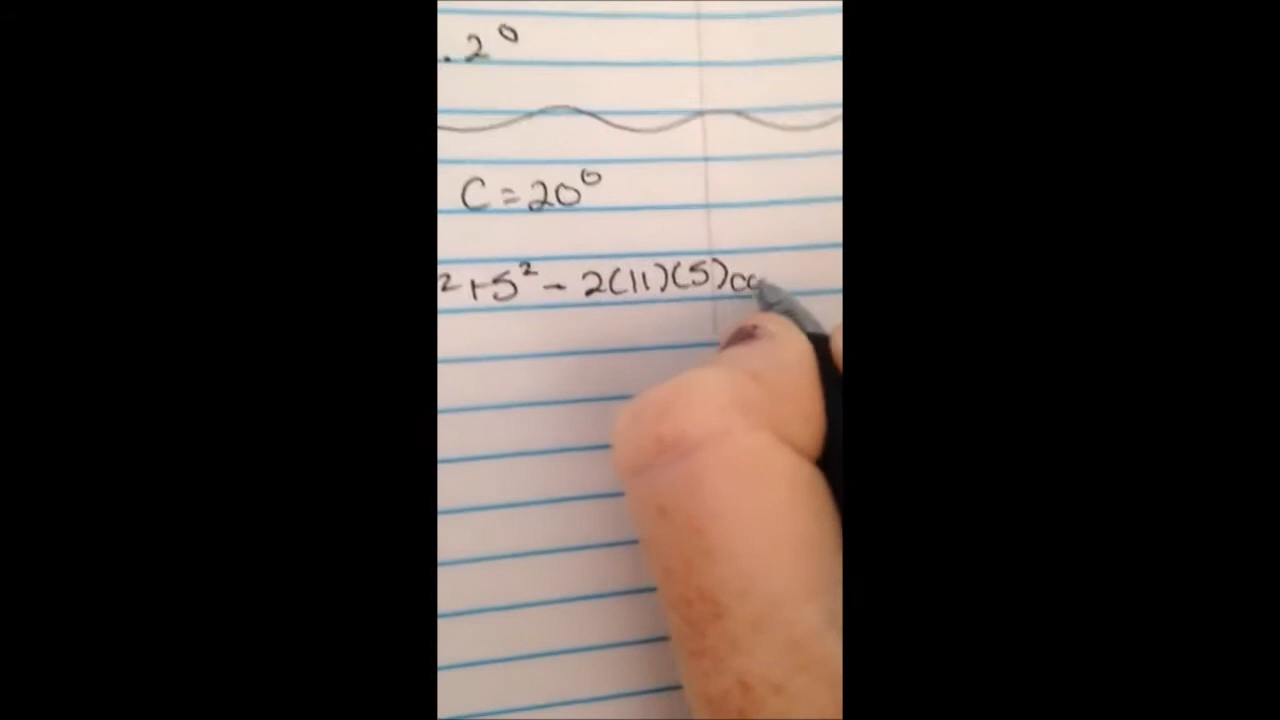 .2°
C = 20°
²+5² - 2(11)(5)co